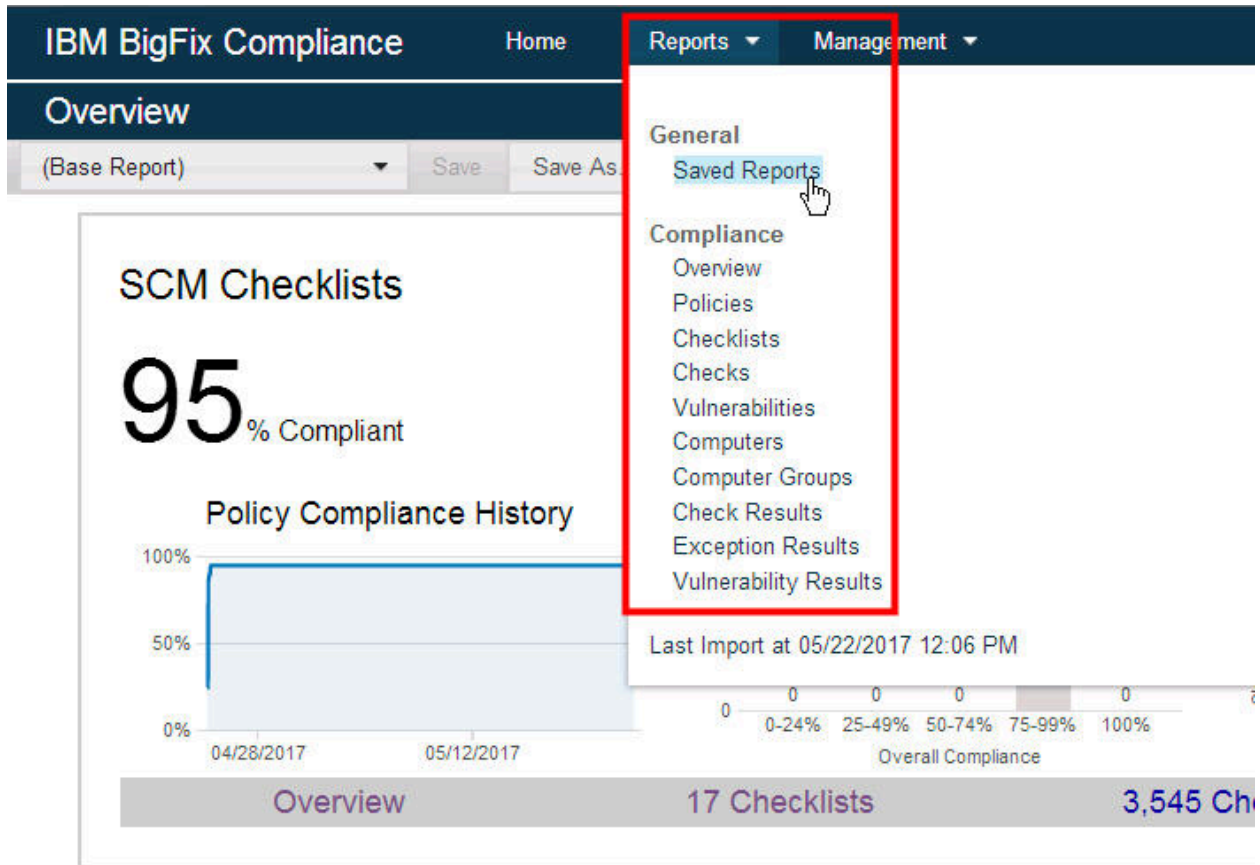 IBM BigFix Compliance
Home
Reports
Management
Overview
(Base Report)
Save
Save As.
General
Saved Reports
Compliance
Overview
Policies
Checklists
Checks
Vulnerabilities
Computers
Computer Groups
Check Results
Exception Results
Vulnerability Results
Last Import at 05/22/2017 12:06 PM
SCM Checklists
95% Compliant
Policy Compliance History
100%
50%
0%
04/28/2017
05/12/2017
0 0 0 0
0
0-24% 25-49% 50-74% 75-99% 100%
Overall Compliance
Overview
17 Checklists
3,545 Che